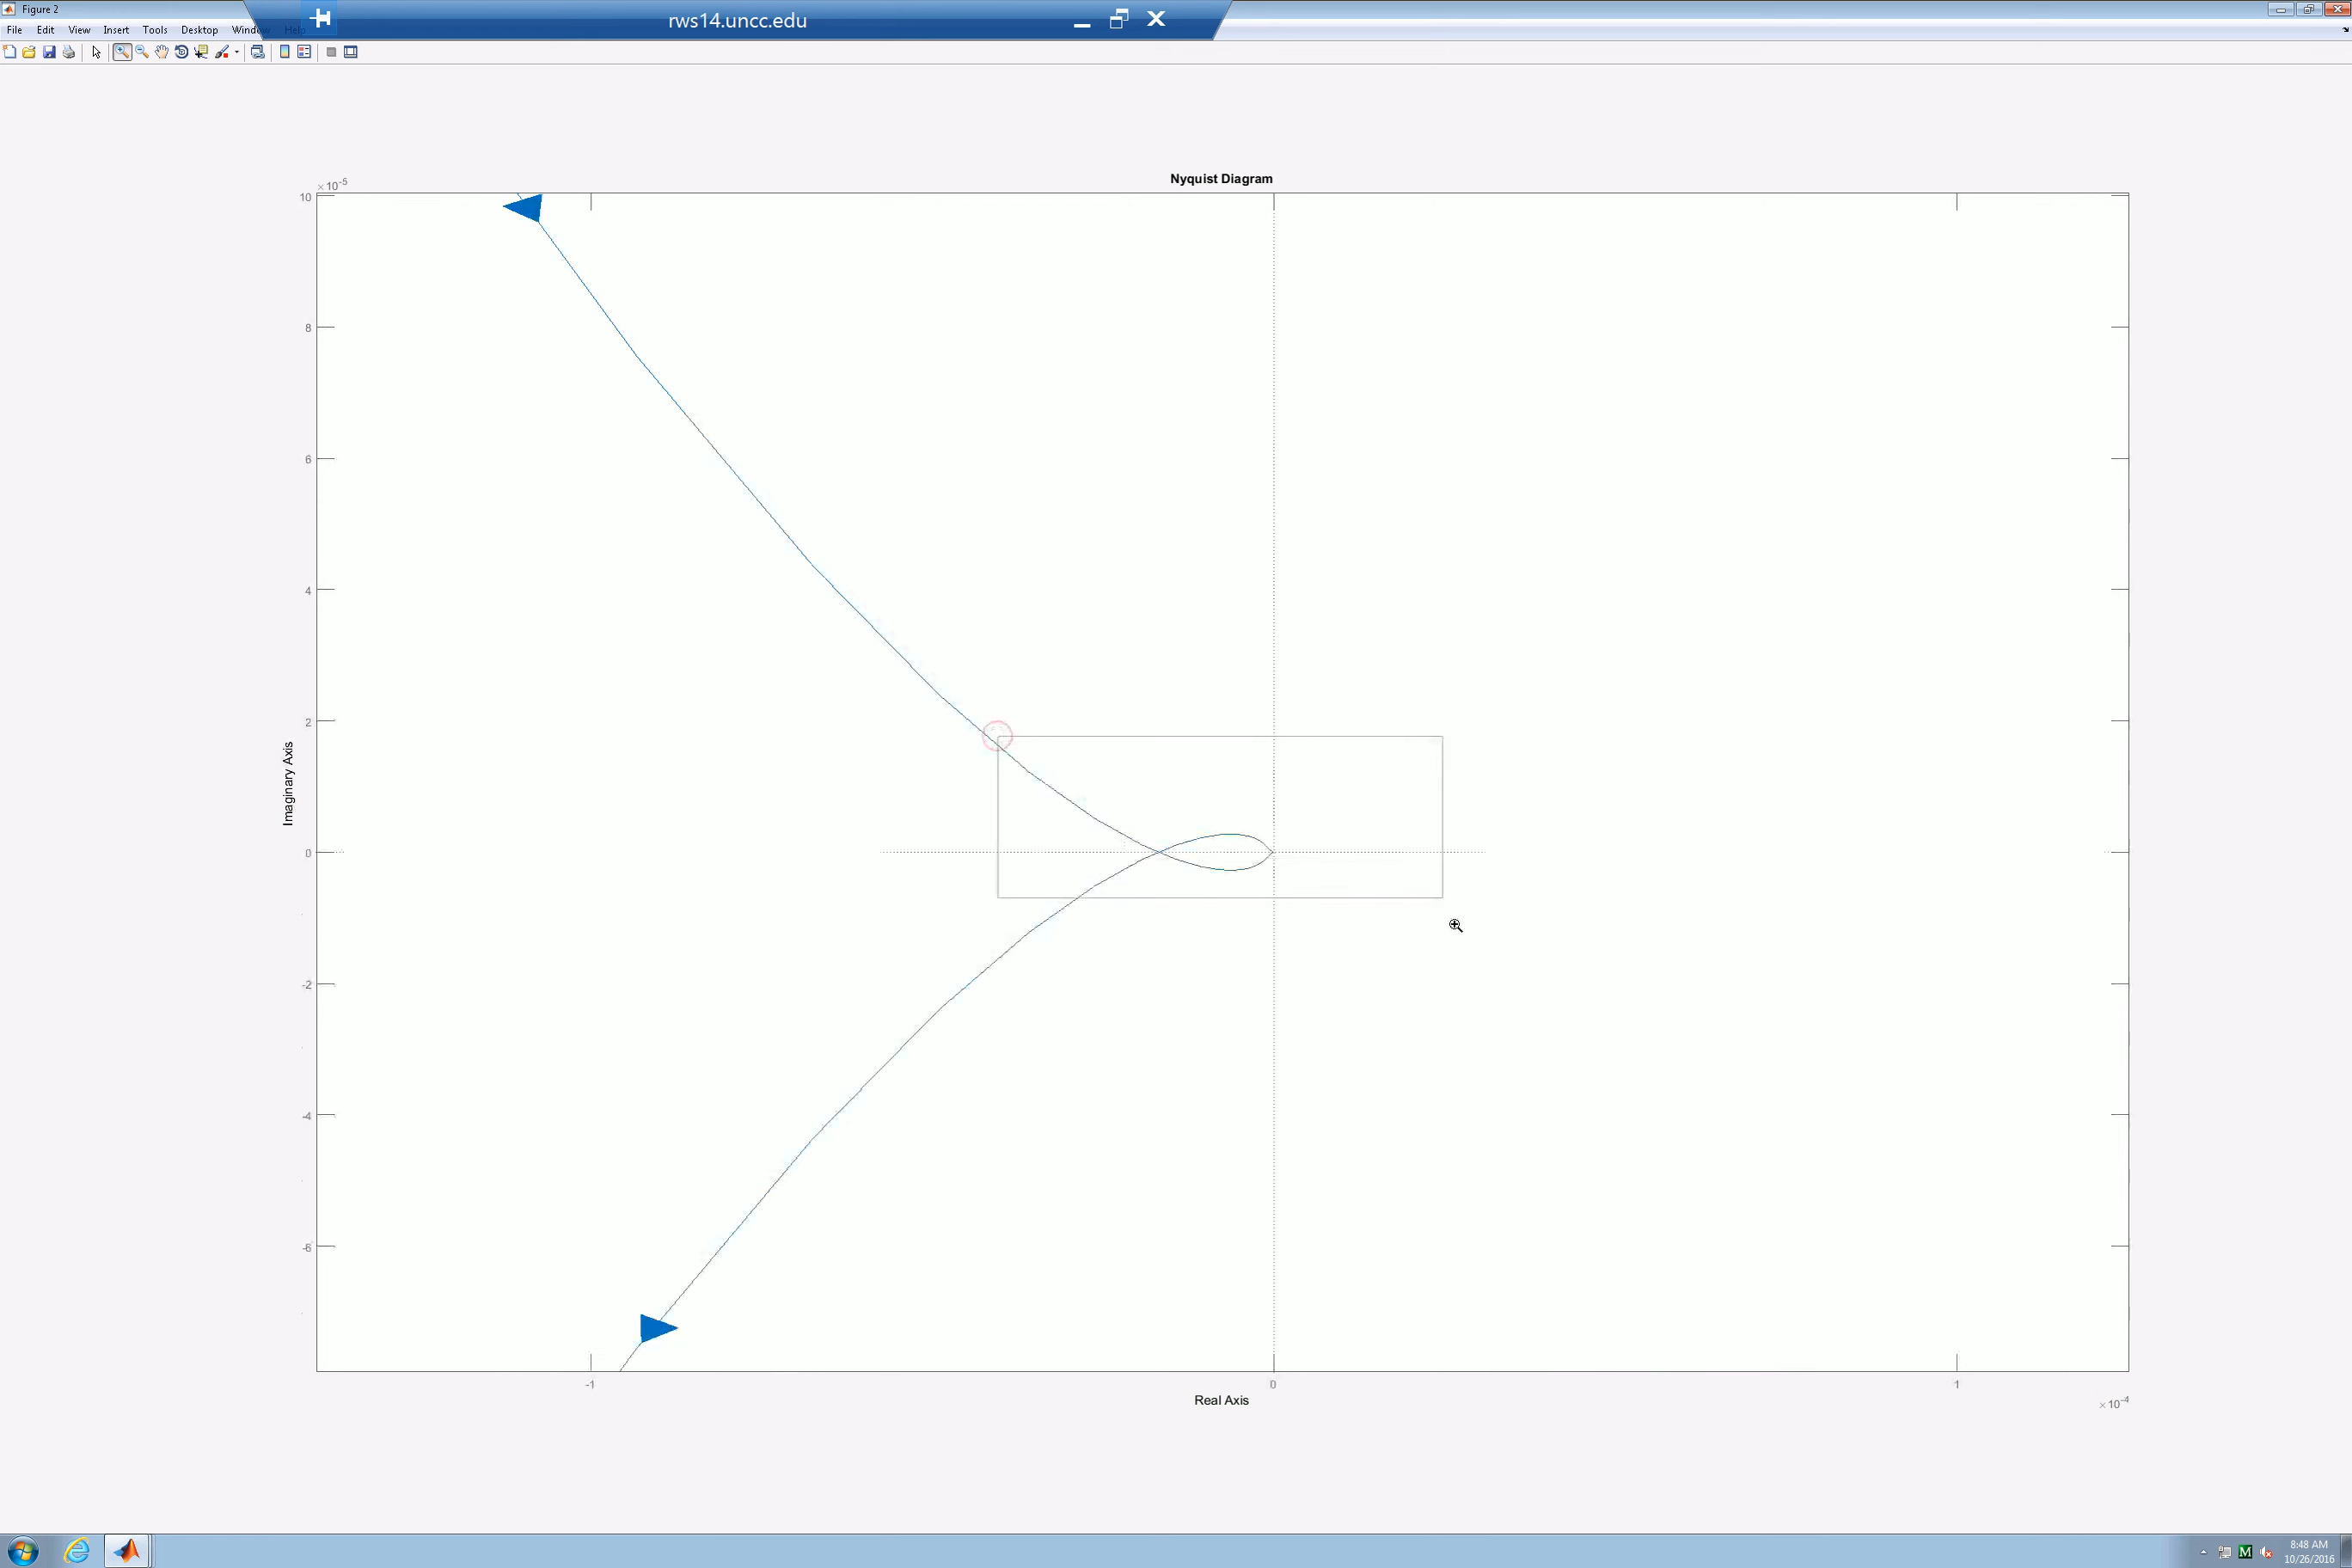 Figure 2
rws14.uncc.edu
File Edit View Insert Tools Desktop Window Help
Nyquist Diagram
×10-5
10
8
6
4
2
0
-2
-4
-6
Imaginary Axis
-1 0 1
Real Axis
×10-4
8:48 AM
10/26/2016